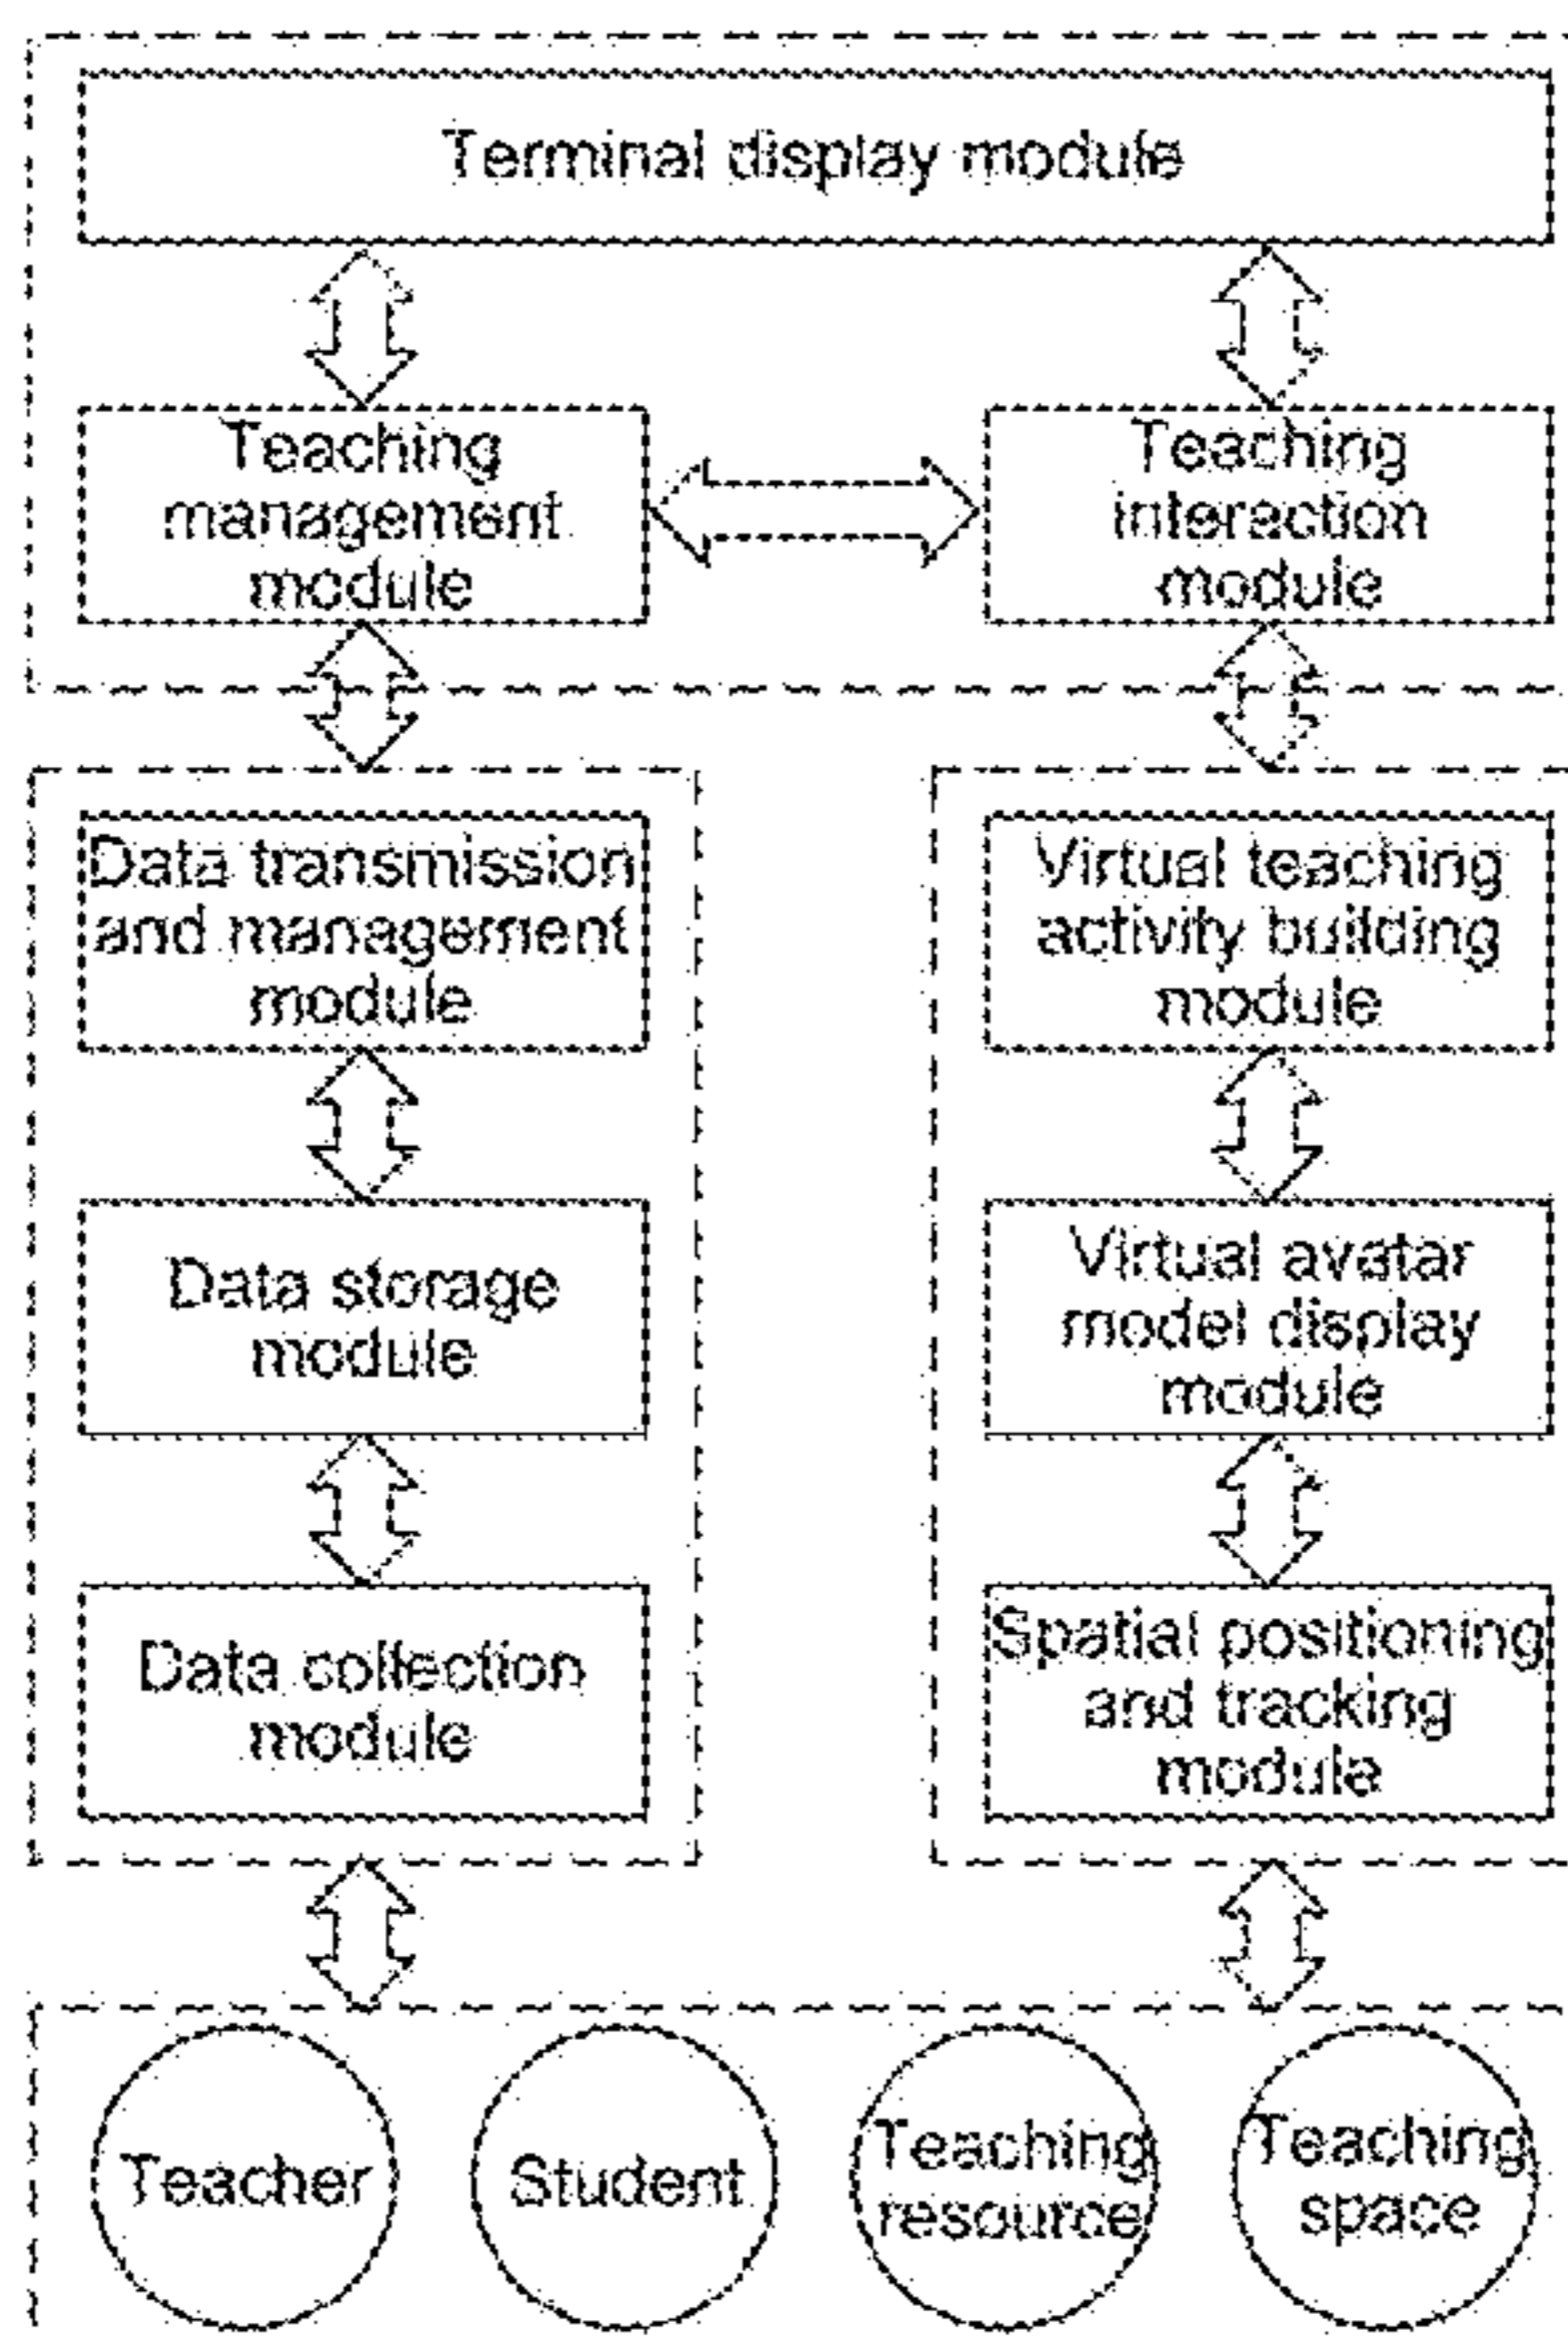 Terminal display module
Teaching
management
module
Teaching
interaction
module
Data transmission
and management
module
Virtual teaching
activity building
module
Data storage
module
Virtual avatar
model display
module
Data collection
module
Spatial positioning
and tracking
module
Teacher
Student
Teaching
resource
Teaching
space